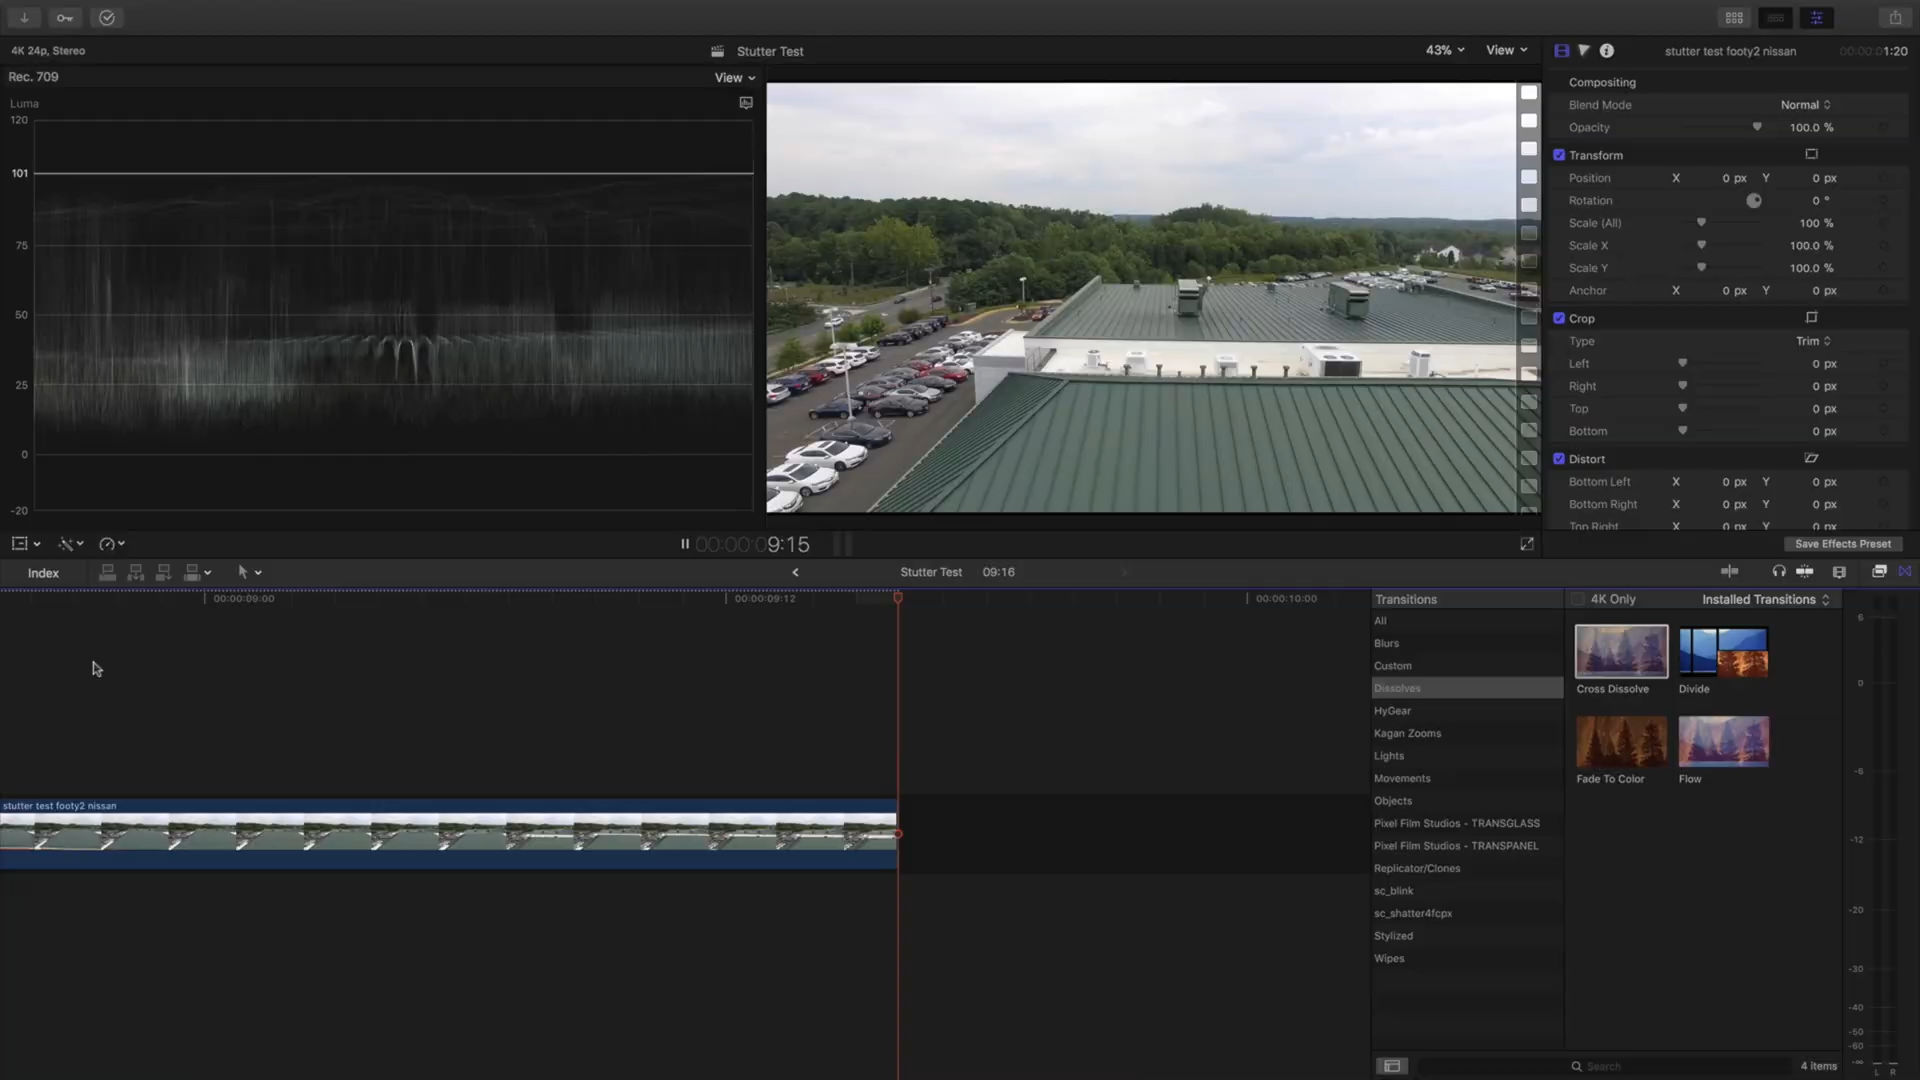 4K 24p, Stereo
Stutter Test
43%
View
stutter test footy2 nissan
00:00:01:20
Rec. 709
View
Luma
120
101
75
50
25
0
-20
Compositing
Blend Mode
Normal
Opacity
100.0 %
Transform
Position
X
0 px
Y
0 px
Rotation
0 °
Scale (All)
100 %
Scale X
100.0 %
Scale Y
100.0 %
Anchor
X
0 px
Y
0 px
Crop
Type
Trim
Left
0 px
Right
0 px
Top
0 px
Bottom
0 px
Distort
Bottom Left
X
0 px
Y
0 px
Bottom Right
X
0 px
Y
0 px
Top Right
00:00:09:15
Save Effects Preset
Index
Stutter Test
09:16
00:00:09:00
00:00:09:12
00:00:10:00
stutter test footy2 nissan
Transitions
All
Blurs
Custom
Dissolves
HyGear
Kagan Zooms
Lights
Movements
Objects
Pixel Film Studios - TRANSGLASS
Pixel Film Studios - TRANSPANEL
Replicator/Clones
sc_blink
sc_shatter4fcpx
Stylized
Wipes
4K Only
Installed Transitions
Cross Dissolve
Divide
Fade To Color
Flow
Search
4 items
6
0
-6
-12
-20
-30
-40
-50
-60
-∞
L
R